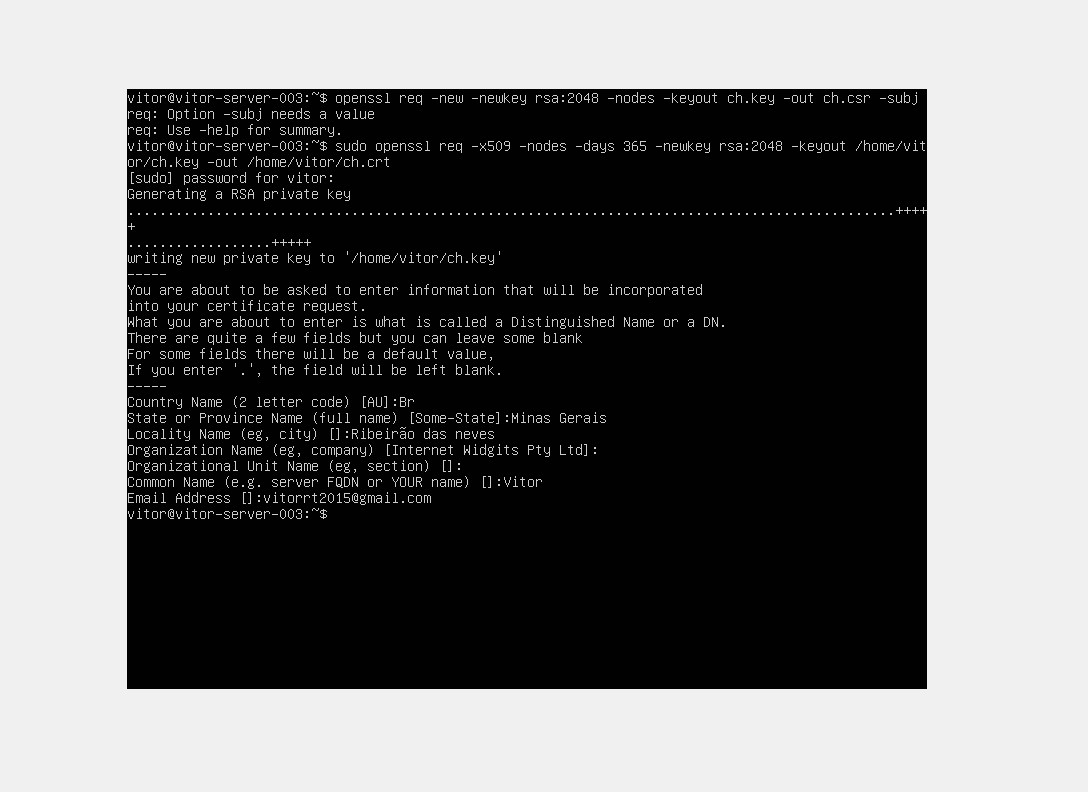 vitor@vitor-server-003:~$ openssl req -new -newkey rsa:2048 -nodes -keyout ch.key -out ch.csr -subj
req: Option -subj needs a value
req: Use -help for summary.
vitor@vitor-server-003:~$ sudo openssl req -x509 -nodes -days 365 -newkey rsa:2048 -keyout /home/vit
or/ch.key -out /home/vitor/ch.crt
[sudo] password for vitor:
Generating a RSA private key
................................................................................................++++
+
..................+++++
writing new private key to '/home/vitor/ch.key'
-----
You are about to be asked to enter information that will be incorporated
into your certificate request.
What you are about to enter is what is called a Distinguished Name or a DN.
There are quite a few fields but you can leave some blank
For some fields there will be a default value,
If you enter '.', the field will be left blank.
-----
Country Name (2 letter code) [AU]:Br
State or Province Name (full name) [Some-State]:Minas Gerais
Locality Name (eg, city) []:Ribeirão das neves
Organization Name (eg, company) [Internet Widgits Pty Ltd]:
Organizational Unit Name (eg, section) []:
Common Name (e.g. server FQDN or YOUR name) []:Vitor
Email Address []:vitorrt2015@gmail.com
vitor@vitor-server-003:~$